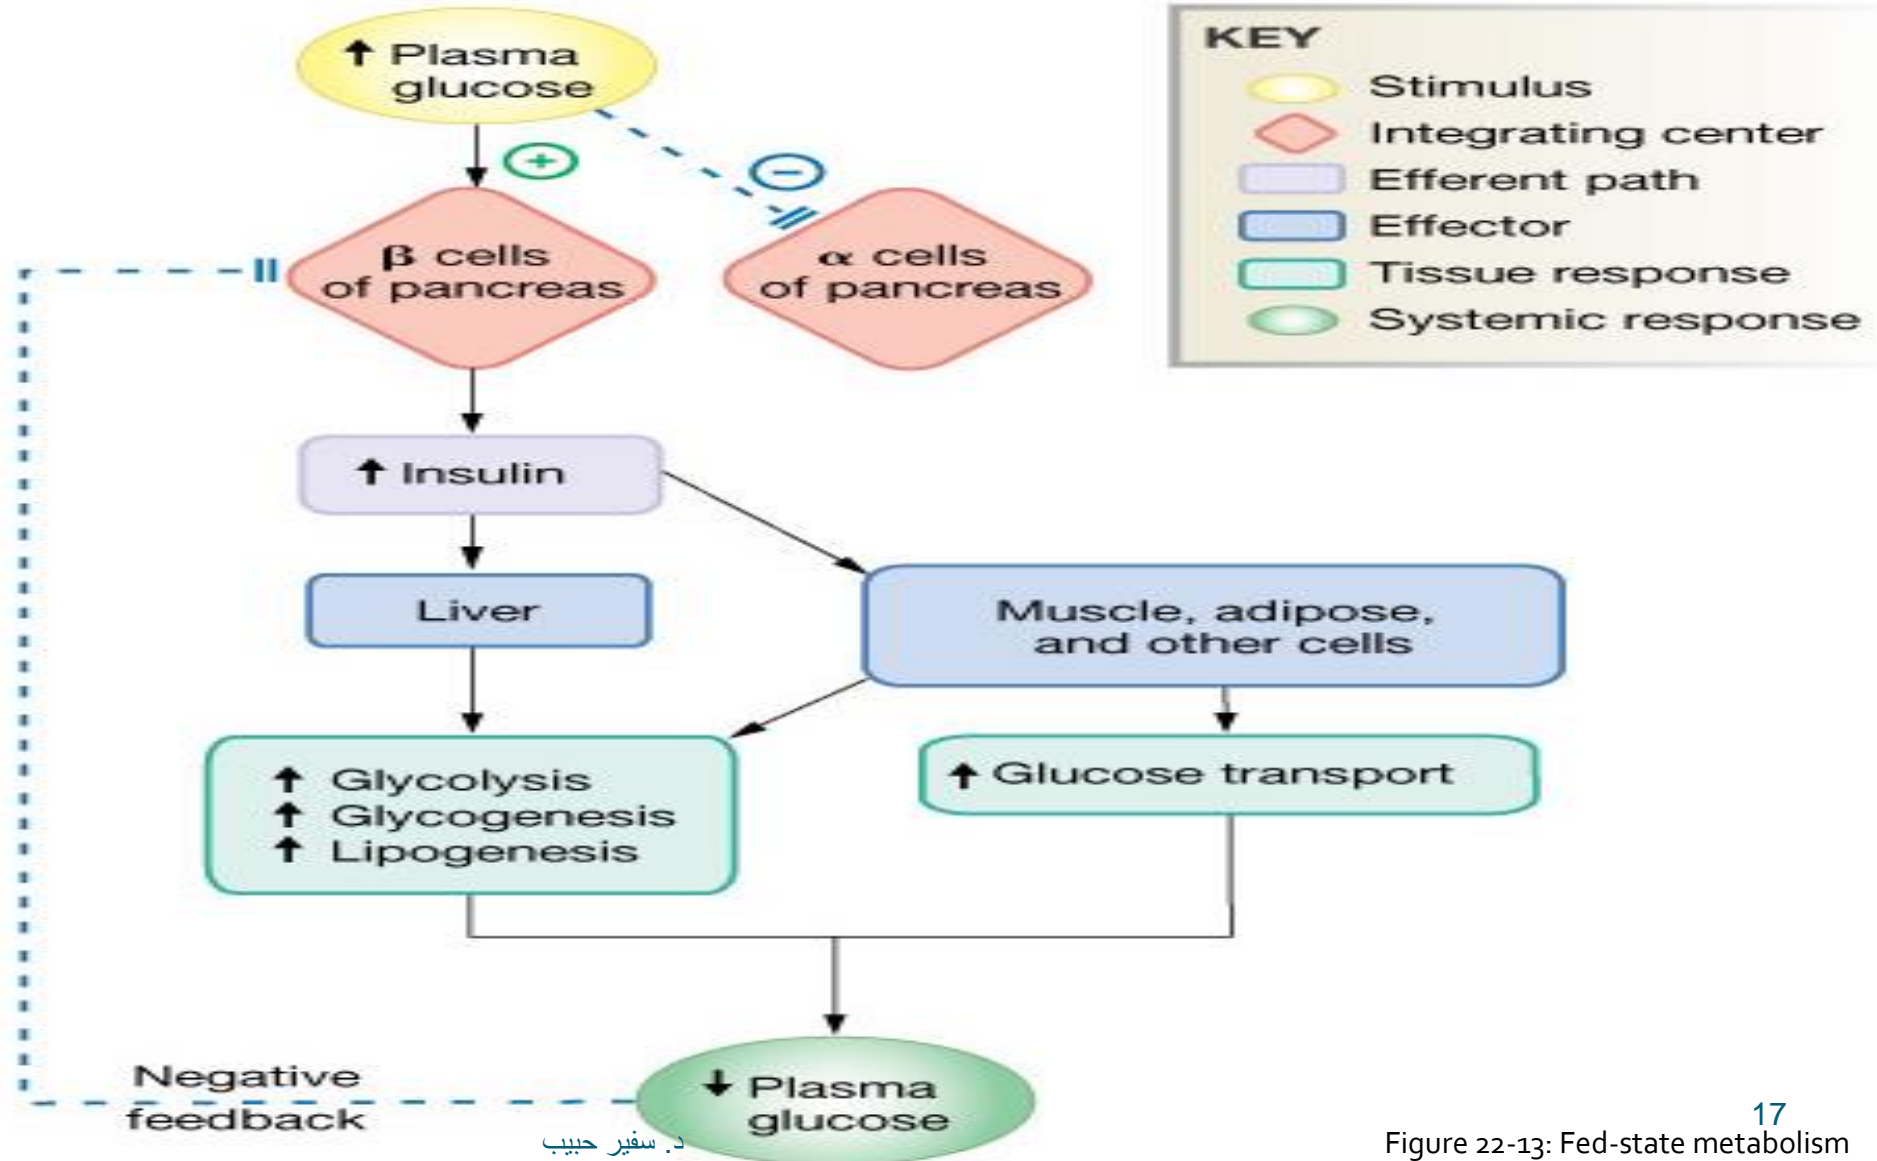 ↑ Plasma
glucose
+
−
β cells
of pancreas
α cells
of pancreas
↑ Insulin
Liver
Muscle, adipose,
and other cells
↑ Glycolysis
↑ Glycogenesis
↑ Lipogenesis
↑ Glucose transport
↓ Plasma
glucose
Negative
feedback
KEY
Stimulus
Integrating center
Efferent path
Effector
Tissue response
Systemic response
د. سفير حبيب
17
Figure 22-13: Fed-state metabolism